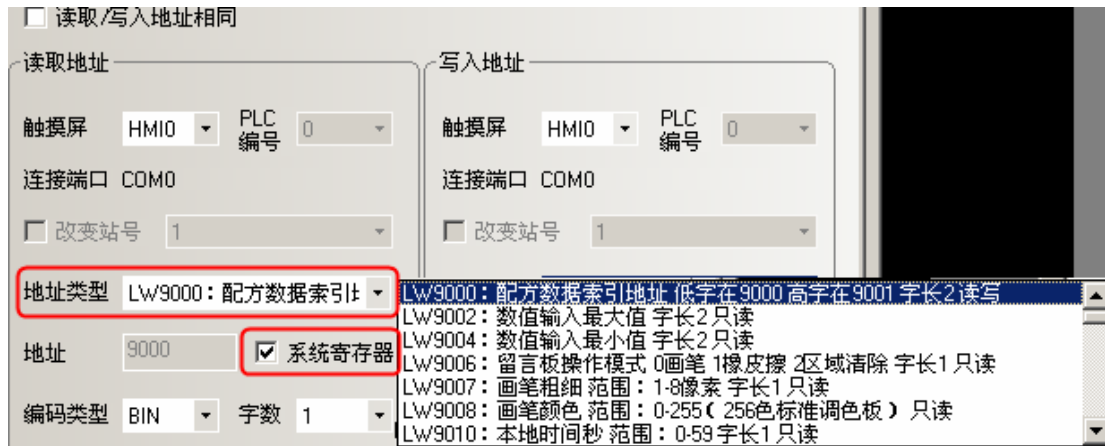 读取/写入地址相同
读取地址
写入地址
触摸屏 HMI0 PLC编号 0
触摸屏 HMI0 PLC编号 0
连接端口 COM0
连接端口 COM0
改变站号 1
改变站号 1
地址类型 LW9000：配方数据索引
地址 9000 系统寄存器
编码类型 BIN 字数 1
LW9000：配方数据索引地址 低字在9000 高字在9001 字长2 读写
LW9002：数值输入最大值 字长2 只读
LW9004：数值输入最小值 字长2 只读
LW9006：留言板操作模式 0画笔 1橡皮擦 2区域清除 字长1 只读
LW9007：画笔粗细 范围：1-8像素 字长1 只读
LW9008：画笔颜色 范围：0-255（256色标准调色板） 只读
LW9010：本地时间秒 范围：0-59 字长1 只读